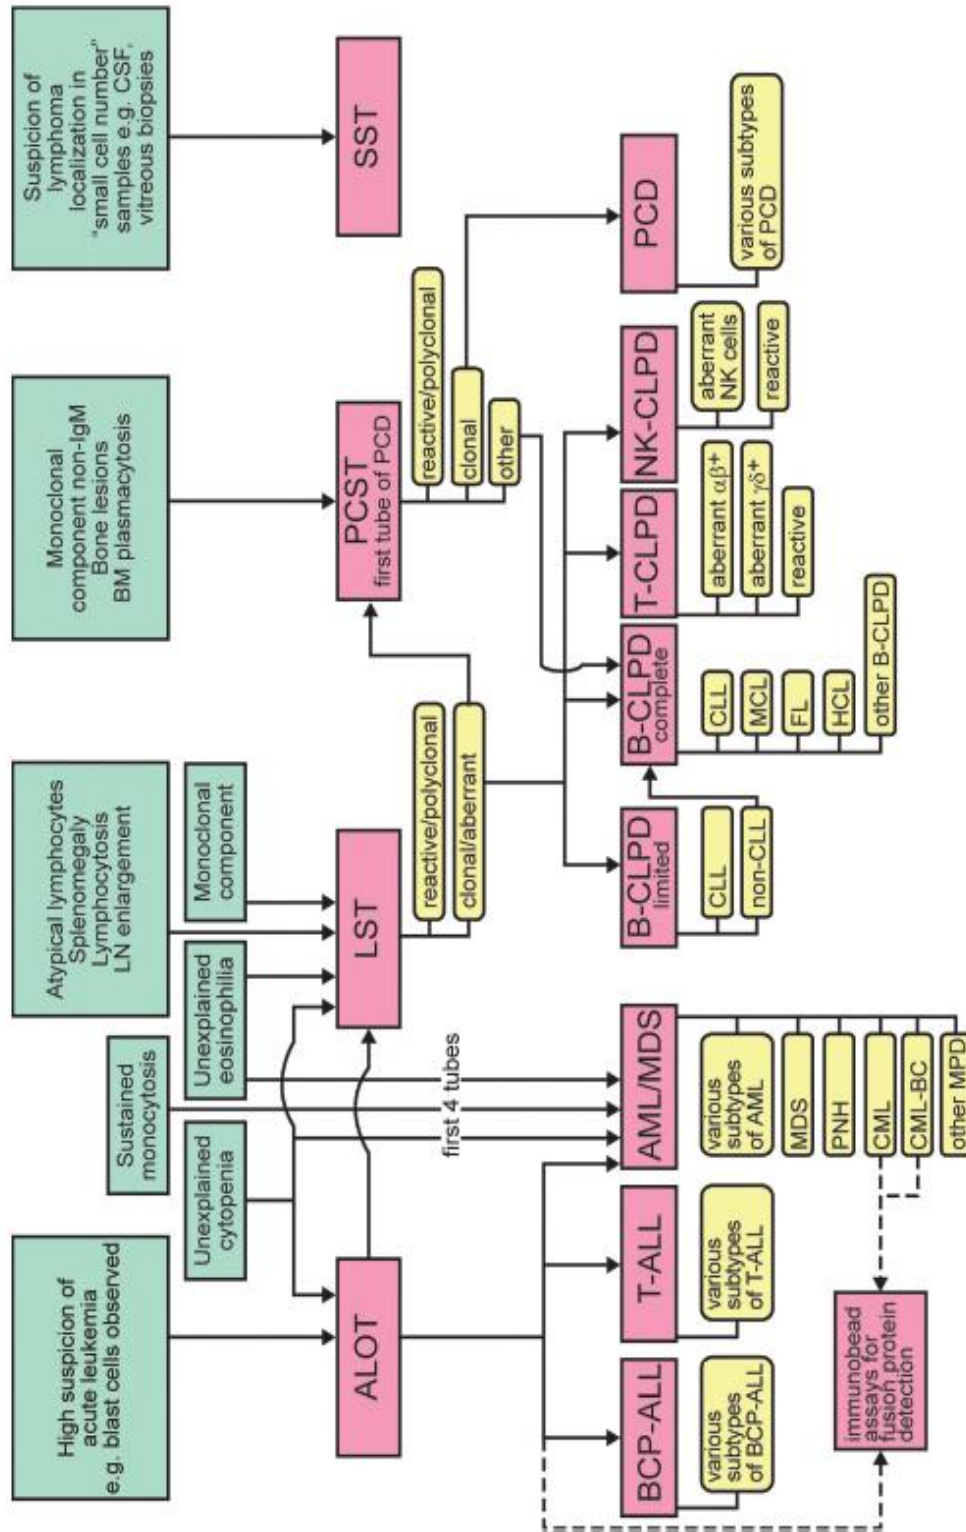 High suspicion of
acute leukemia
e.g. blast cells observed
Unexplained
cytopenia
Sustained
monocytosis
Unexplained
eosinophilia
Atypical lymphocytes
Splenomegaly
Lymphocytosis
LN enlargement
Monoclonal
component
Monoclonal
component non-IgM
Bone lesions
BM plasmacytosis
Suspicion of
lymphoma
localization in
"small cell number"
samples e.g. CSF,
vitreous biopsies
ALOT
LST
PCST
first tube of PCD
SST
reactive/polyclonal
clonal/aberrant
reactive/polyclonal
clonal
other
first 4 tubes
BCP-ALL
T-ALL
AML/MDS
B-CLPD
limited
B-CLPD
complete
T-CLPD
NK-CLPD
PCD
various
subtypes
of BCP-ALL
various
subtypes
of T-ALL
various
subtypes
of AML
MDS
PNH
CML
CML-BC
other MPD
CLL
non-CLL
CLL
MCL
FL
HCL
other B-CLPD
aberrant αβ+
aberrant γδ+
reactive
aberrant
NK cells
reactive
various subtypes
of PCD
immunobead
assays for
fusion protein
detection